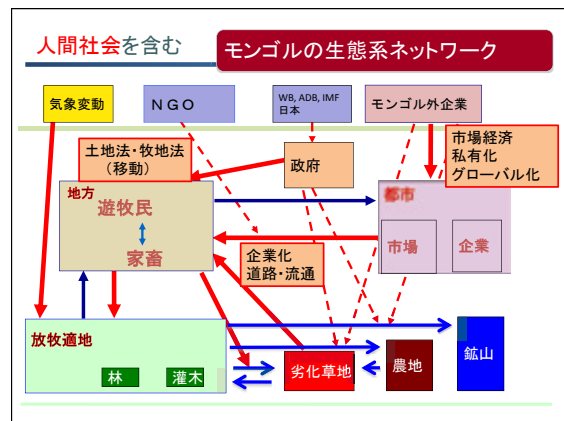 人間社会を含む
モンゴルの生態系ネットワーク
気象変動
ＮＧＯ
WB, ADB, IMF
日本
モンゴル外企業
土地法・牧地法
（移動）
政府
市場経済
私有化
グローバル化
地方
遊牧民
家畜
都市
市場
企業
企業化
道路・流通
放牧適地
林
灌木
劣化草地
農地
鉱山